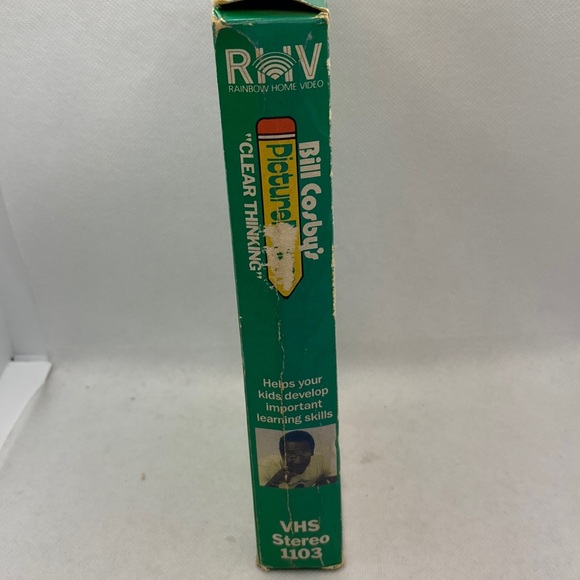 RHV
RAINBOW HOME VIDEO
Bill Cosby's
Picture
"CLEAR THINKING"
Helps your
kids develop
important
learning skills
VHS
Stereo
1103